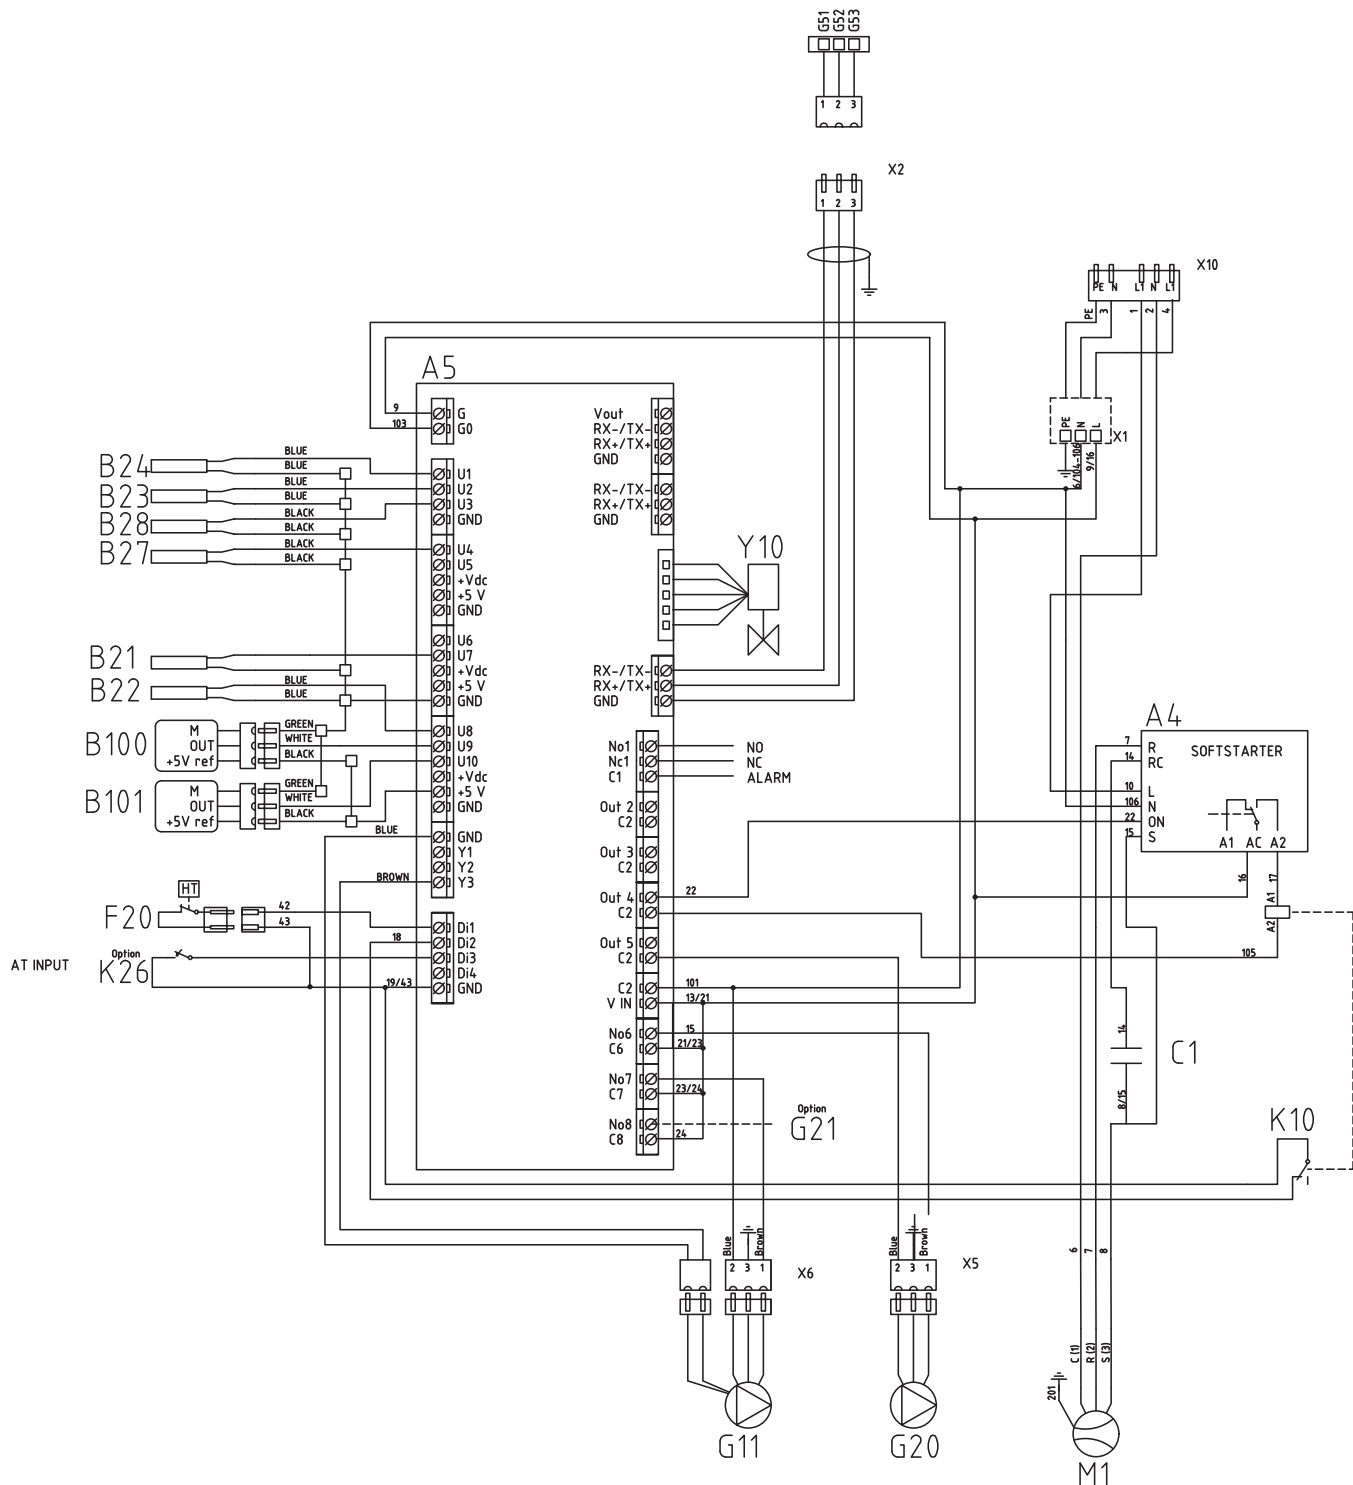 G51 G52 G53
1 2 3
X2
1 2 3
X10
PE N L1 N L1
PE 3 1 2 4
A5
9 G
103 G0
Vout
RX-/TX-
RX+/TX+
GND
PE N L
X1
6/104-106
9/16
B24 BLUE
BLUE
B23 BLUE
BLUE
B28 BLACK
BLACK
B27 BLACK
U1
U2
U3
GND
RX-/TX-
RX+/TX+
GND
U4
U5
+Vdc
+5 V
GND
Y10
B21
B22 BLUE
BLUE
U6
U7
+Vdc
+5 V
GND
RX-/TX-
RX+/TX+
GND
B100
M
OUT
+5V ref
GREEN
WHITE
BLACK
B101
M
OUT
+5V ref
GREEN
WHITE
BLACK
U8
U9
U10
+Vdc
+5 V
GND
No1 NO
Nc1 NC
C1 ALARM
Out 2
C2
A4
SOFTSTARTER
7 R
14 RC
10 L
106 N
22 ON
15 S
A1 AC A2
16 17
A1
A2
BLUE
BROWN
GND
Y1
Y2
Y3
Out 3
C2
Out 4 22
C2
HT
F20
42
43
18
Option
K26
AT INPUT
19/43
Di1
Di2
Di3
Di4
GND
Out 5
C2
105
C2 101
V IN 13/21
No6 15
C6 21/23
No7
C7 23/24
No8
C8 24
Option
G21
14
C1
8/15
K10
Blue Brown
2 3 1
X6
Blue Brown
2 3 1
X5
6 7 8
C (1) R (2) S (3)
201
G11
G20
M1